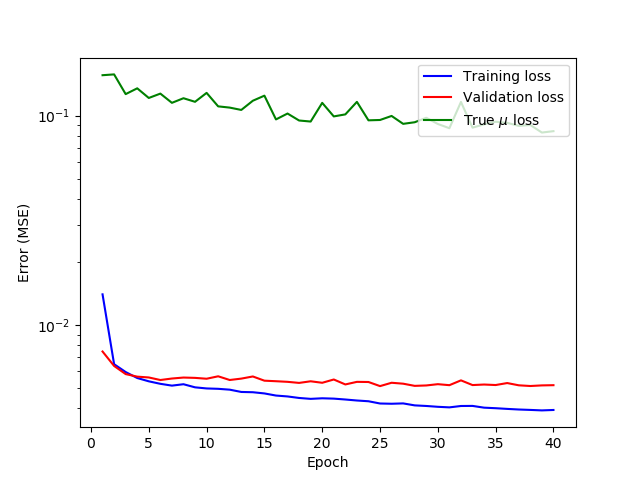 Training loss
Validation loss
True μ loss
10⁻¹
10⁻²
Error (MSE)
0 5 10 15 20 25 30 35 40
Epoch